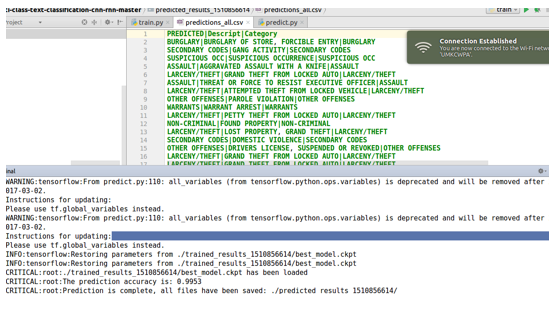 ti-class-text-classification-cnn-rnn-master
predicted_results_1510856614
predictions_all.csv
train
roject
train.py
predictions_all.csv
predict.py
1 PREDICTED|Descript|Category
2 BURGLARY|BURGLARY OF STORE, FORCIBLE ENTRY|BURGLARY
3 SECONDARY CODES|GANG ACTIVITY|SECONDARY CODES
4 SUSPICIOUS OCC|SUSPICIOUS OCCURRENCE|SUSPICIOUS OCC
5 ASSAULT|AGGRAVATED ASSAULT WITH A KNIFE|ASSAULT
6 LARCENY/THEFT|GRAND THEFT FROM LOCKED AUTO|LARCENY/THEFT
7 ASSAULT|THREAT OR FORCE TO RESIST EXECUTIVE OFFICER|ASSAULT
8 LARCENY/THEFT|ATTEMPTED THEFT FROM LOCKED VEHICLE|LARCENY/THEFT
9 OTHER OFFENSES|PAROLE VIOLATION|OTHER OFFENSES
10 WARRANTS|WARRANT ARREST|WARRANTS
11 LARCENY/THEFT|PETTY THEFT FROM LOCKED AUTO|LARCENY/THEFT
12 NON-CRIMINAL|FOUND PROPERTY|NON-CRIMINAL
13 LARCENY/THEFT|LOST PROPERTY, GRAND THEFT|LARCENY/THEFT
14 SECONDARY CODES|DOMESTIC VIOLENCE|SECONDARY CODES
15 OTHER OFFENSES|DRIVERS LICENSE, SUSPENDED OR REVOKED|OTHER OFFENSES
16 LARCENY/THEFT|GRAND THEFT FROM LOCKED AUTO|LARCENY/THEFT
17 LARCENY/THEFT|GRAND THEFT FROM LOCKED AUTO|LARCENY/THEFT
Connection Established
You are now connected to the Wi-Fi netw
'UMKCWPA'.
inal
WARNING:tensorflow:From predict.py:110: all_variables (from tensorflow.python.ops.variables) is deprecated and will be removed after
017-03-02.
Instructions for updating:
Please use tf.global_variables instead.
WARNING:tensorflow:From predict.py:110: all_variables (from tensorflow.python.ops.variables) is deprecated and will be removed after
017-03-02.
Instructions for updating:
Please use tf.global_variables instead.
INFO:tensorflow:Restoring parameters from ./trained_results_1510856614/best_model.ckpt
INFO:tensorflow:Restoring parameters from ./trained_results_1510856614/best_model.ckpt
CRITICAL:root:./trained_results_1510856614/best_model.ckpt has been loaded
CRITICAL:root:The prediction accuracy is: 0.9953
CRITICAL:root:Prediction is complete, all files have been saved: ./predicted_results_1510856614/